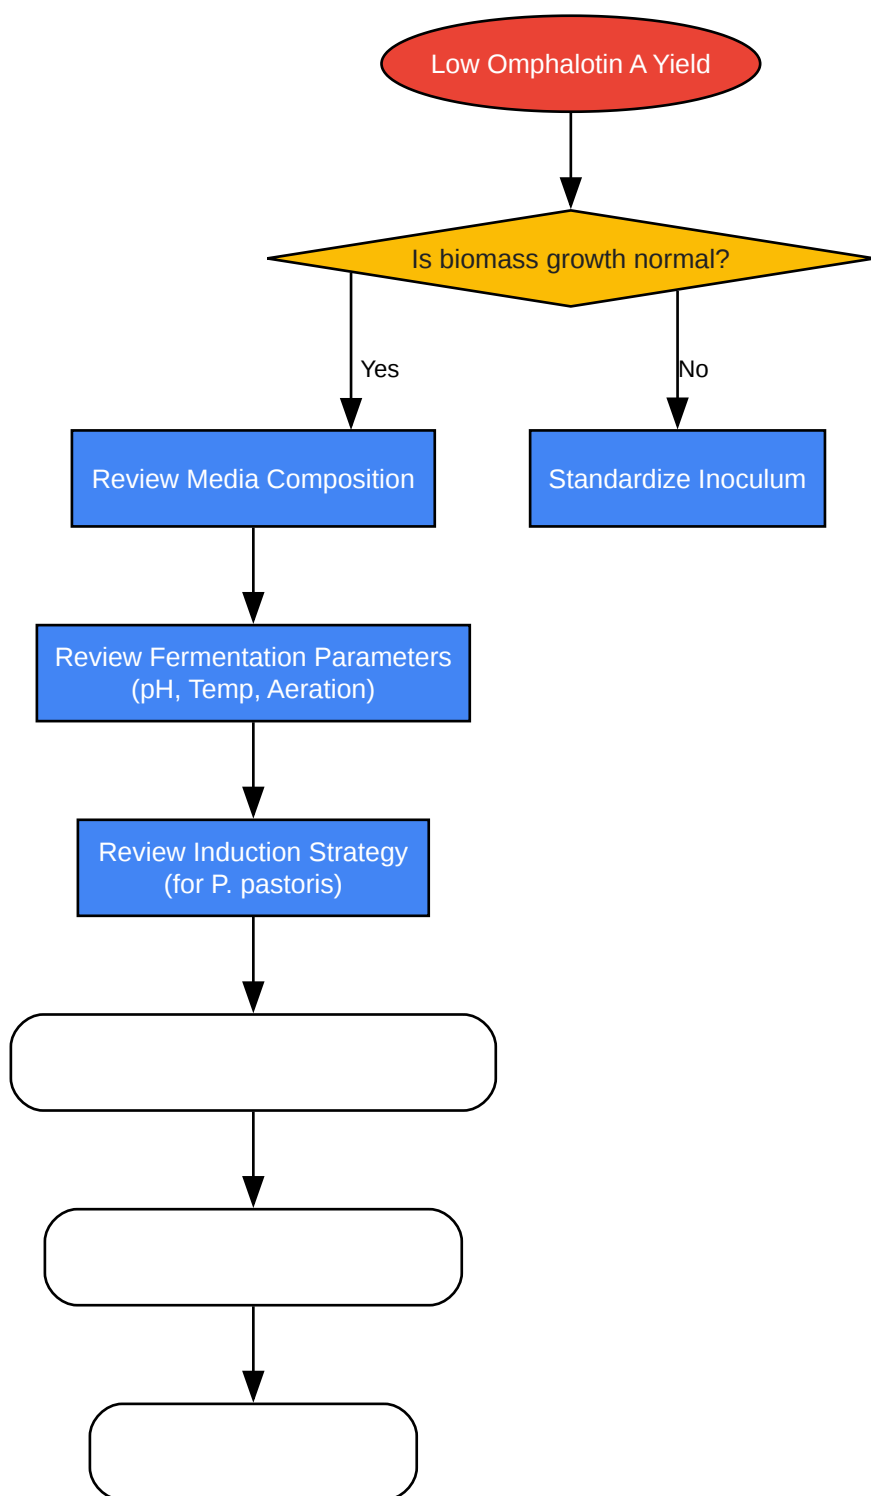 Low Omphalotin A Yield
Is biomass growth normal?
Yes
No
Review Media Composition
Standardize Inoculum
Review Fermentation Parameters
(pH, Temp, Aeration)
Review Induction Strategy
(for P. pastoris)